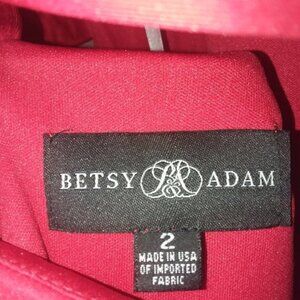 BETSY ADAM
2
MADE IN USA
OF IMPORTED
FABRIC